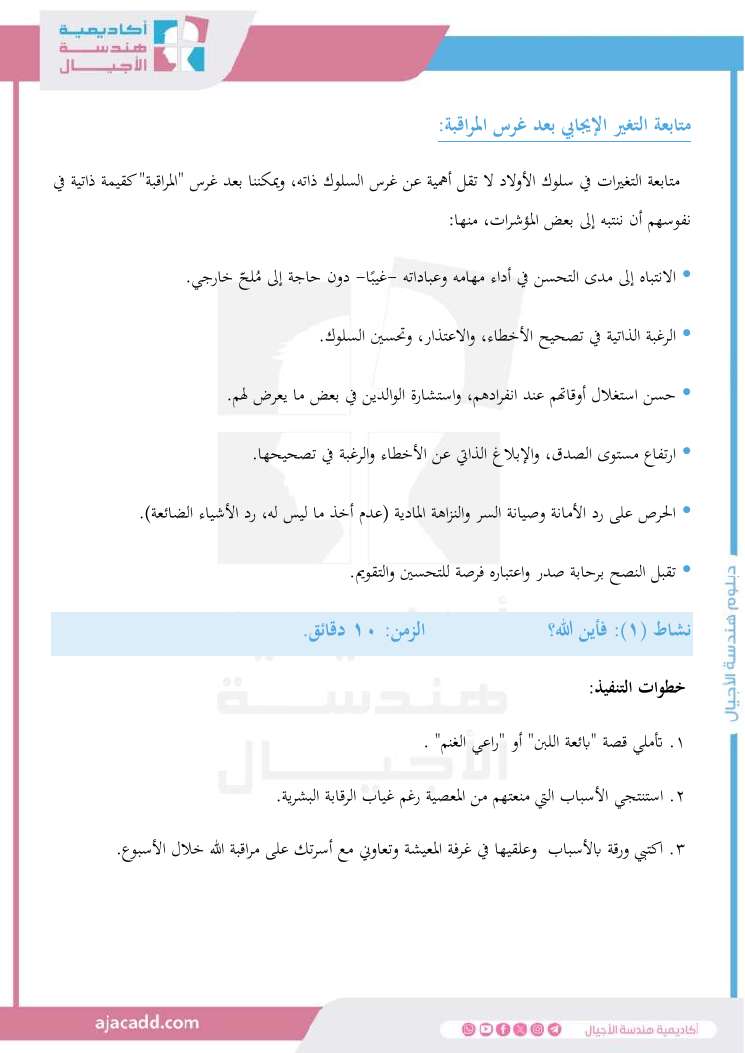 أكاديمية
هندسة
الأجيال
متابعة التغير الإيجابي بعد غرس المراقبة:
متابعة التغيرات في سلوك الأولاد لا تقل أهمية عن غرس السلوك ذاته، ويمكننا بعد غرس "المراقبة" كقيمة ذاتية في
نفوسهم أن ننتبه إلى بعض المؤشرات، منها:
• الانتباه إلى مدى التحسن في أداء مهامه وعباداته –غيبًا– دون حاجة إلى مُلحّ خارجي.
• الرغبة الذاتية في تصحيح الأخطاء، والاعتذار، وتحسين السلوك.
• حسن استغلال أوقاتهم عند انفرادهم، واستشارة الوالدين في بعض ما يعرض لهم.
• ارتفاع مستوى الصدق، والإبلاغ الذاتي عن الأخطاء والرغبة في تصحيحها.
• الحرص على رد الأمانة وصيانة السر والنزاهة المادية (عدم أخذ ما ليس له، رد الأشياء الضائعة).
• تقبل النصح برحابة صدر واعتباره فرصة للتحسين والتقويم.
نشاط (١): فأين الله؟ الزمن: ١٠ دقائق.
خطوات التنفيذ:
١. تأملي قصة "بائعة اللبن" أو "راعي الغنم" .
٢. استنتجي الأسباب التي منعتهم من المعصية رغم غياب الرقابة البشرية.
٣. اكتبي ورقة بالأسباب وعلقيها في غرفة المعيشة وتعاوني مع أسرتك على مراقبة الله خلال الأسبوع.
دبلوم هندسة الأجيال
هندسة
الأجيال
أكاديمية هندسة الأجيال
ajacadd.com